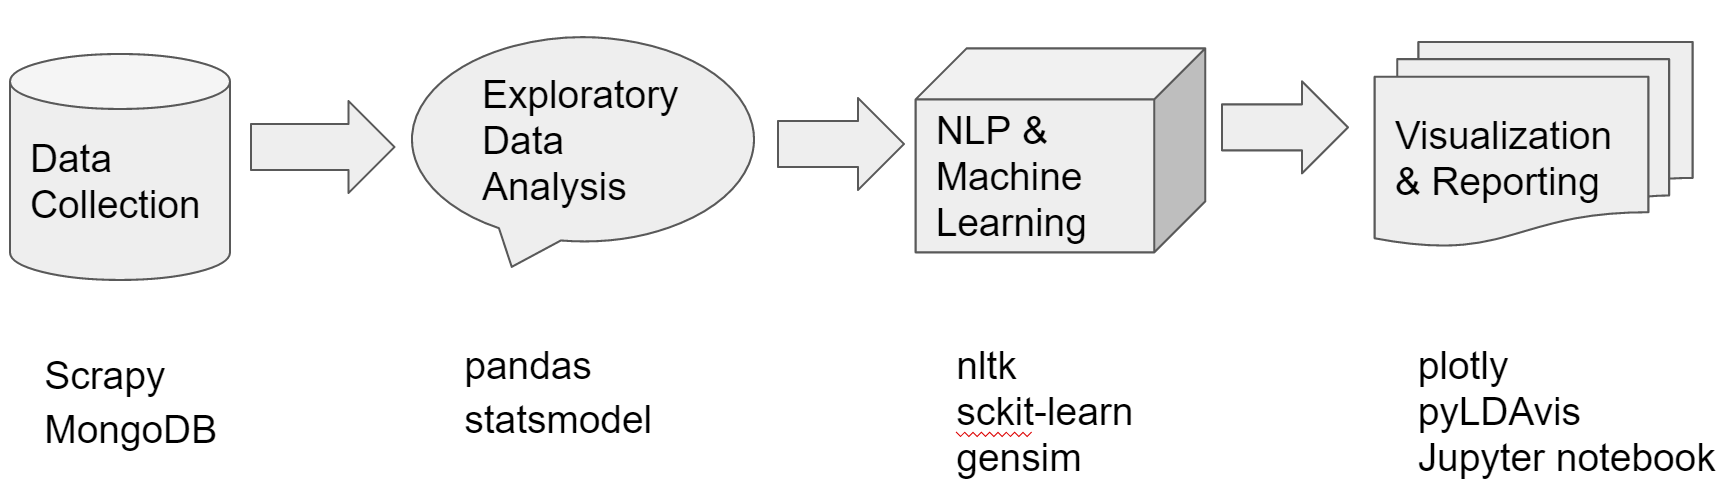 Data
Collection
Exploratory
Data
Analysis
NLP &
Machine
Learning
Visualization
& Reporting
Scrapy
MongoDB
pandas
statsmodel
nltk
sckit-learn
gensim
plotly
pyLDAvis
Jupyter notebook